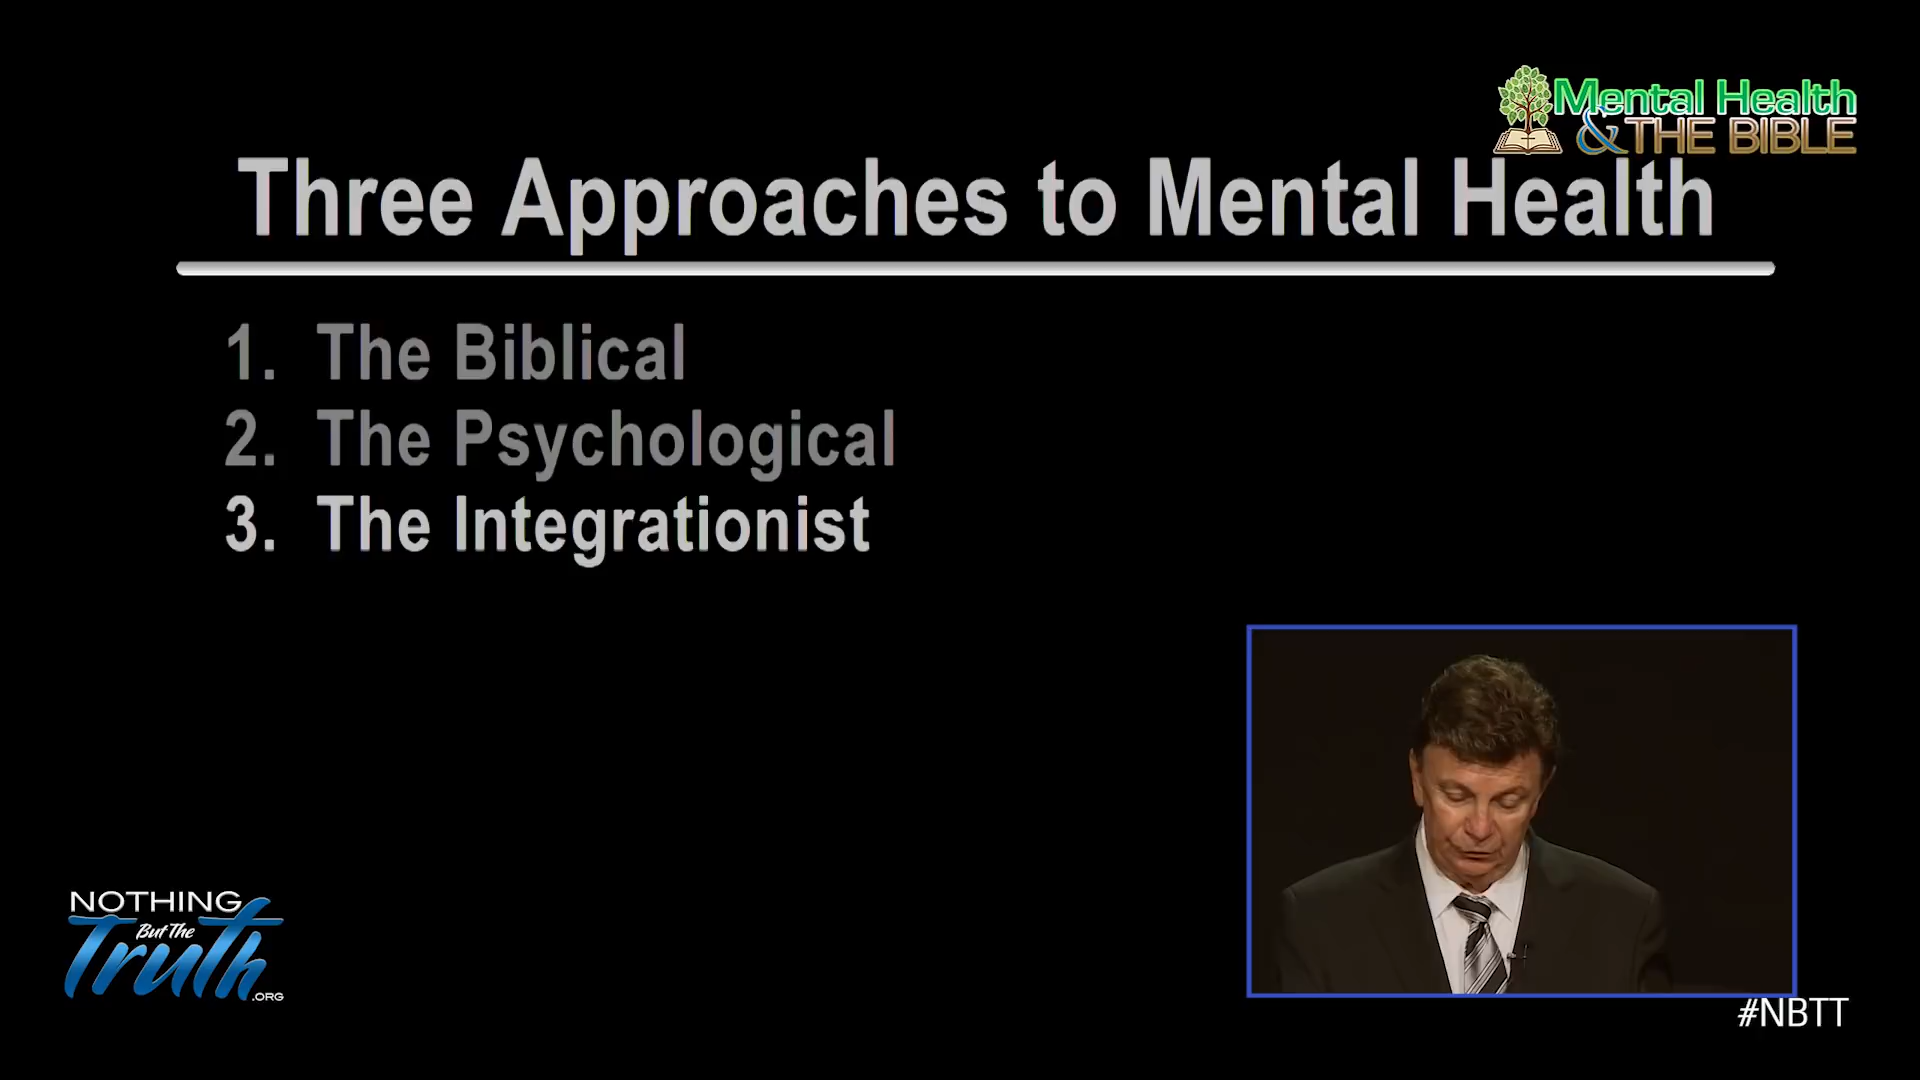 Mental Health
& THE BIBLE
Three Approaches to Mental Health
1. The Biblical
2. The Psychological
3. The Integrationist
NOTHING
But The
Truth
.ORG
#NBTT